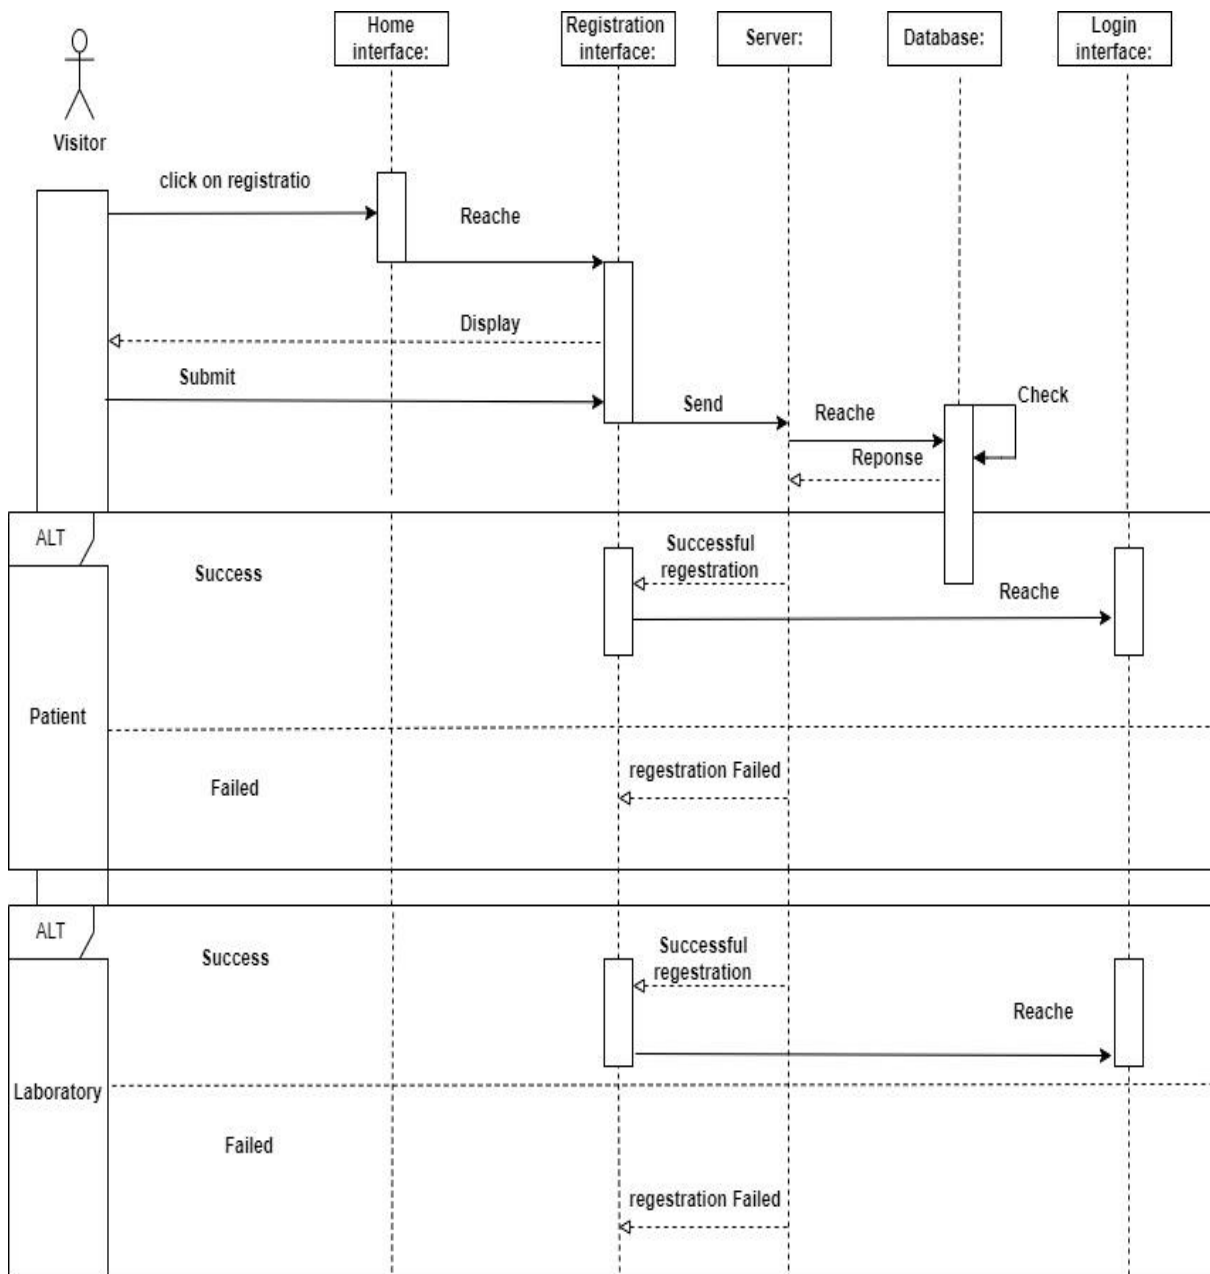 Home
interface:
Registration
interface:
Server:
Database:
Login
interface:
Visitor
click on registratio
Reache
Display
Submit
Send
Reache
Check
Reponse
ALT
Success
Successful
regestration
Reache
Patient
Failed
regestration Failed
ALT
Success
Successful
regestration
Reache
Laboratory
Failed
regestration Failed